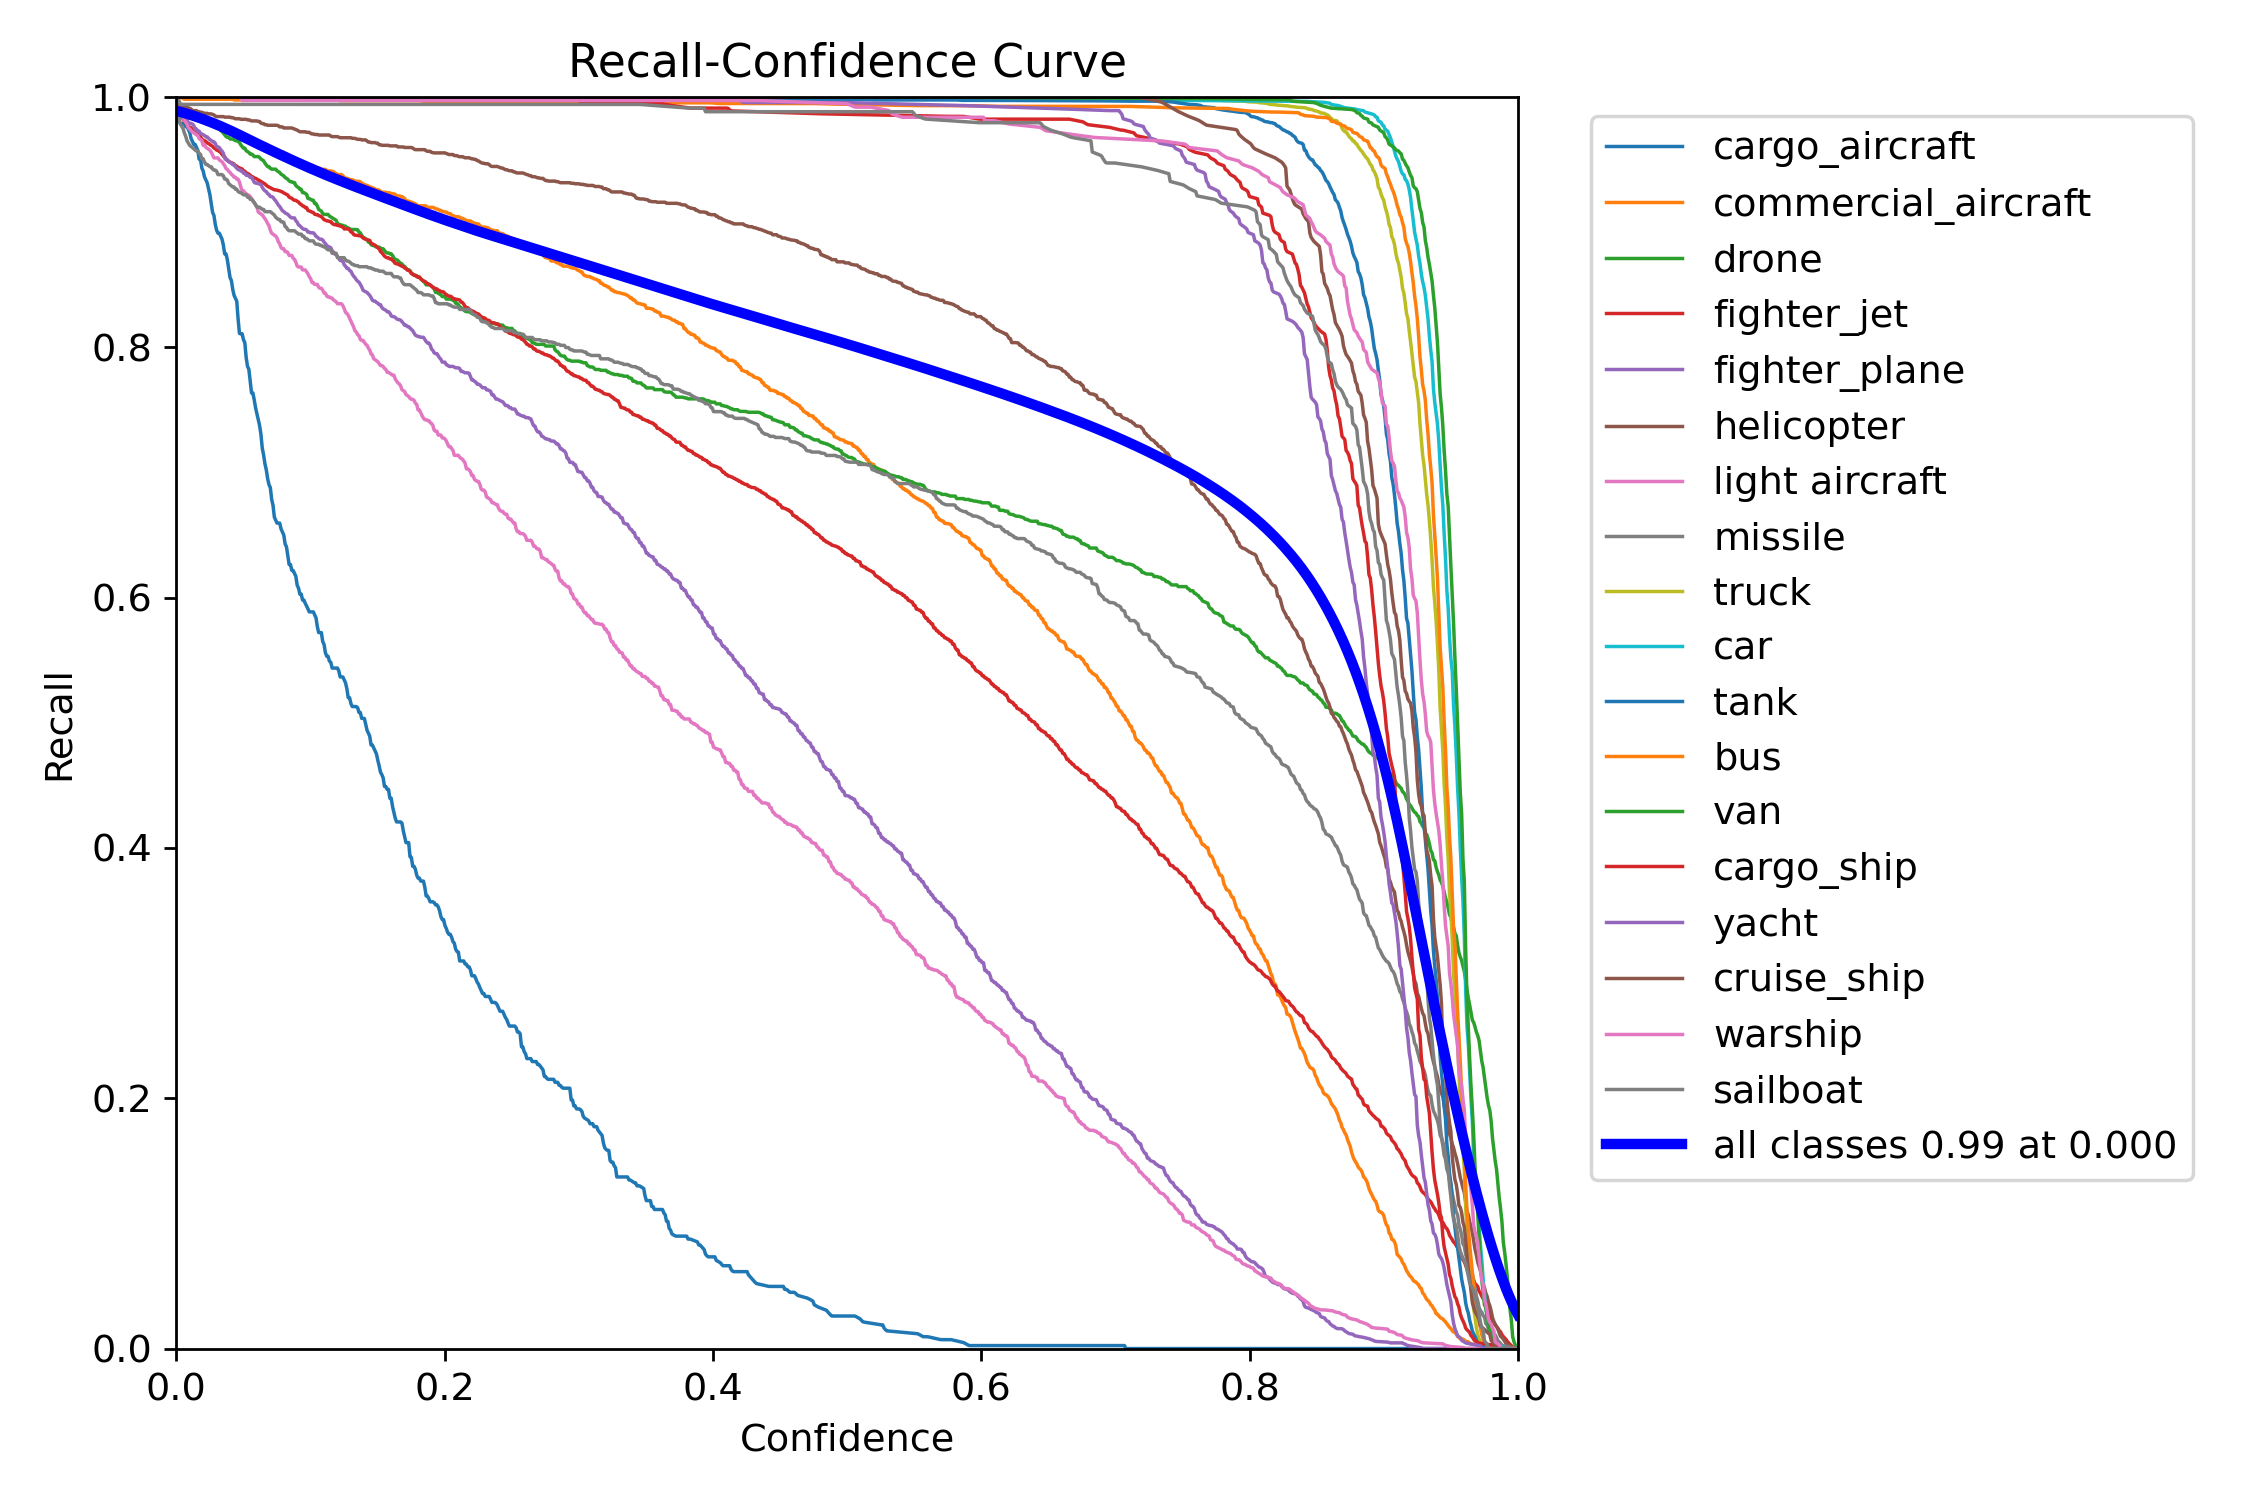 Recall-Confidence Curve
1.0
0.8
0.6
0.4
0.2
0.0
Recall
0.0 0.2 0.4 0.6 0.8 1.0
Confidence
cargo_aircraft
commercial_aircraft
drone
fighter_jet
fighter_plane
helicopter
light aircraft
missile
truck
car
tank
bus
van
cargo_ship
yacht
cruise_ship
warship
sailboat
all classes 0.99 at 0.000